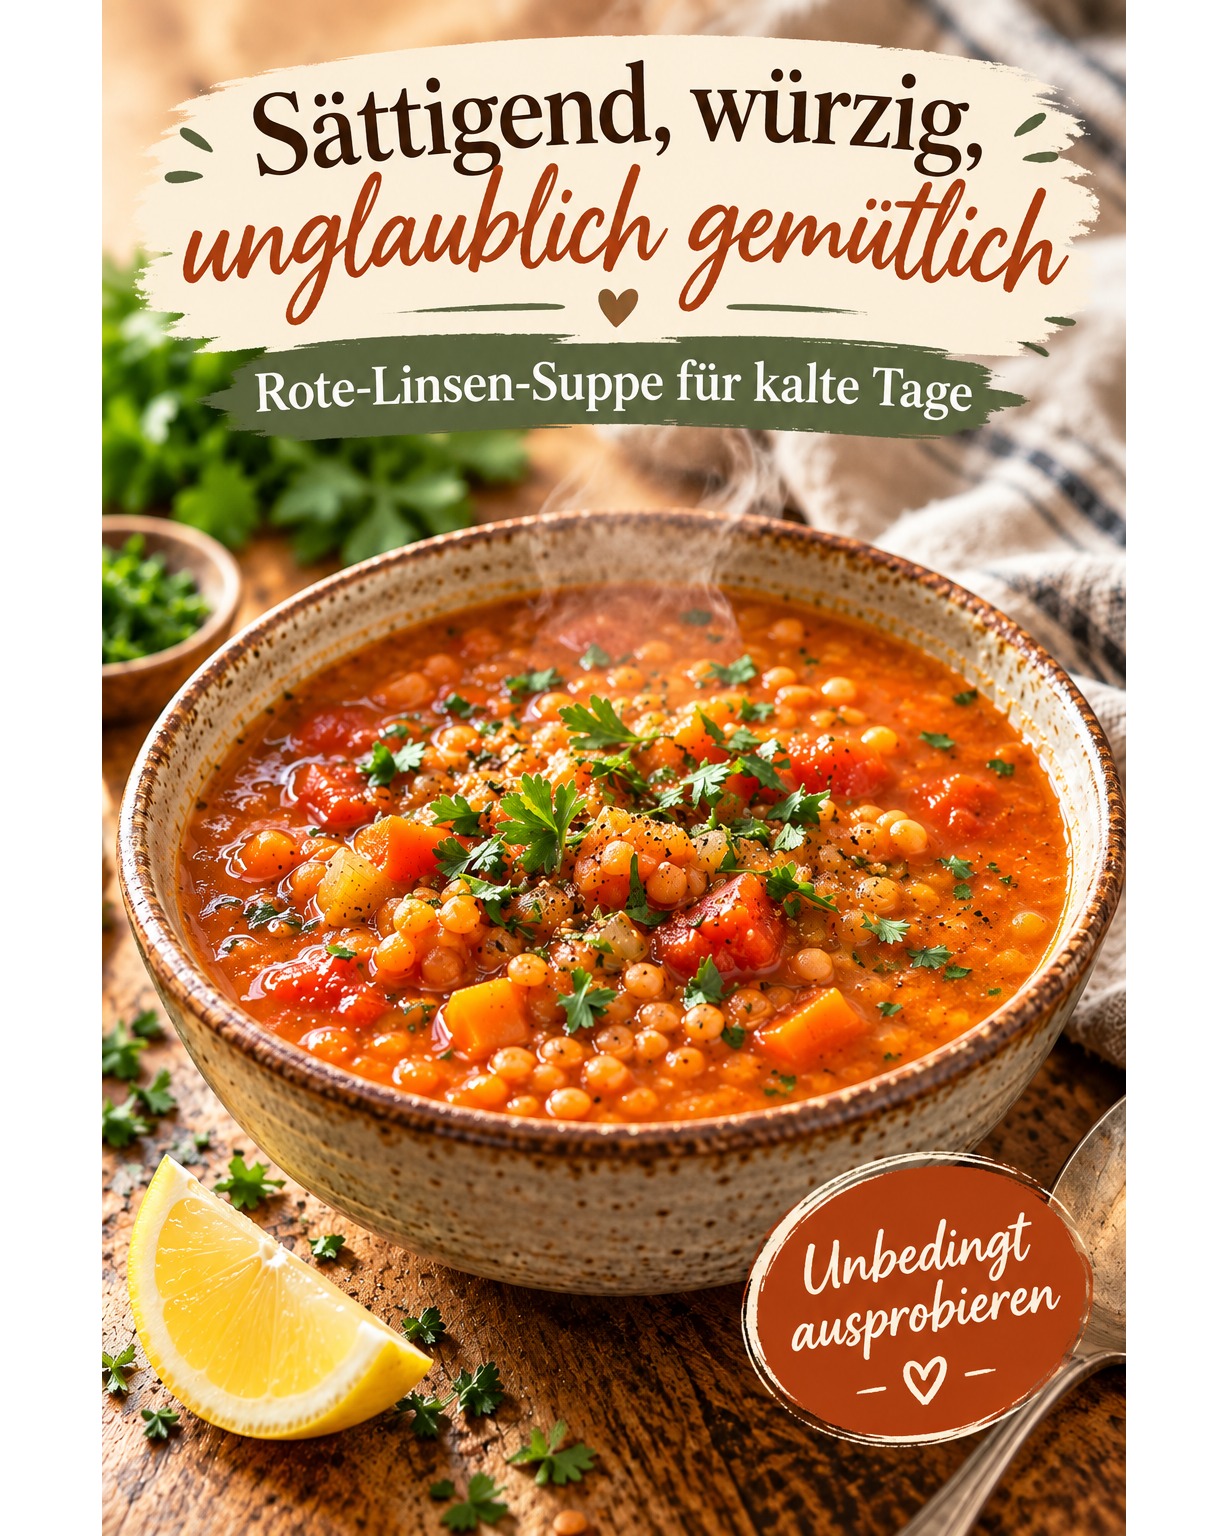 Sättigend, würzig,
unglaublich gemütlich
Rote-Linsen-Suppe für kalte Tage
Unbedingt
ausprobieren